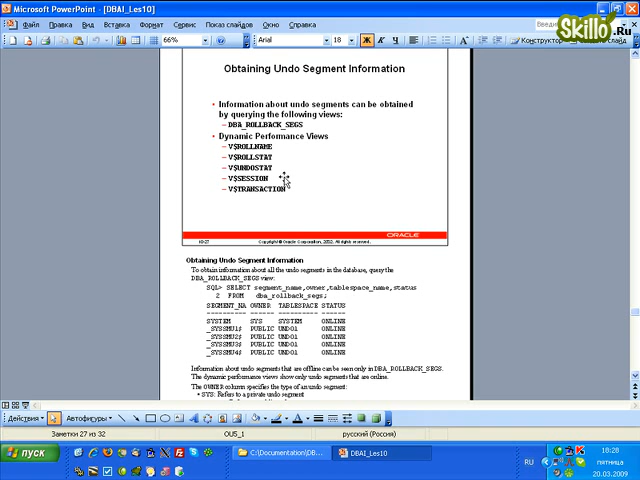 Microsoft PowerPoint - [DBAI_Les10]
Файл Правка Вид Вставка Формат Сервис Показ слайдов Окно Справка
Skillo.Ru
66% Arial 18 Ж К Ч Конструктор
Obtaining Undo Segment Information
• Information about undo segments can be obtained
by querying the following views:
– DBA_ROLLBACK_SEGS
• Dynamic Performance Views
– V$ROLLNAME
– V$ROLLSTAT
– V$UNDOSTAT
– V$SESSION
– V$TRANSACTION
ORACLE
10-27 Copyright © Oracle Corporation, 2002. All rights reserved.
Obtaining Undo Segment Information
To obtain information about all the undo segments in the database, query the
DBA_ROLLBACK_SEGS view:
SQL> SELECT segment_name,owner,tablespace_name,status
2 FROM dba_rollback_segs;
SEGMENT_NA OWNER TABLESPACE STATUS
---------- ------ ---------- ------
SYSTEM SYS SYSTEM ONLINE
_SYSSMU1$ PUBLIC UNDO1 ONLINE
_SYSSMU2$ PUBLIC UNDO1 ONLINE
_SYSSMU3$ PUBLIC UNDO1 ONLINE
_SYSSMU4$ PUBLIC UNDO1 ONLINE
Information about undo segments that are offline can be seen only in DBA_ROLLBACK_SEGS.
The dynamic performance views show only undo segments that are online.
The OWNER column specifies the type of an undo segment:
• SYS: Refers to a private segment
Действия Автофигуры
Заметки 27 из 32 OU5_1 русский (Россия)
пуск C:\Documentation\DB... DBAI_Les10 RU 18:28
пятница
20.03.2009